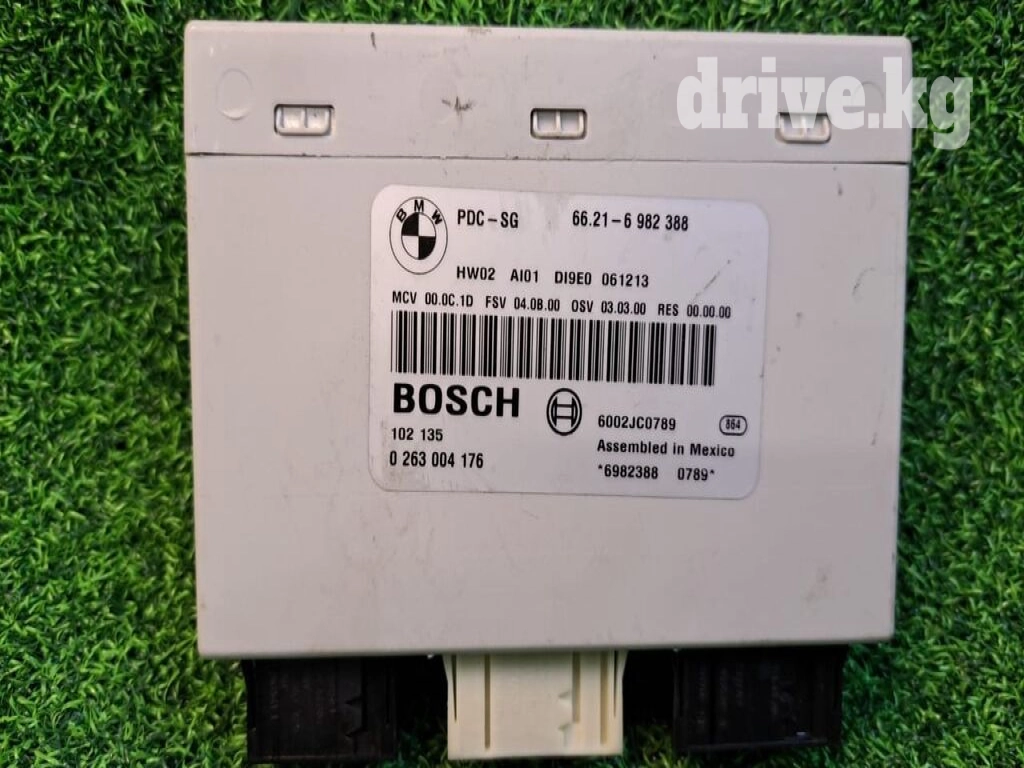 drive.kg
BMW
PDC-SG 66.21-6 982 388
HW02 AI01 DI9E0 061213
MCV 00.0C.1D FSV 04.0B.00 OSV 03.03.00 RES 00.00.00
BOSCH
6002JC0789 864
102 135
Assembled in Mexico
0 263 004 176
*6982388 0789*